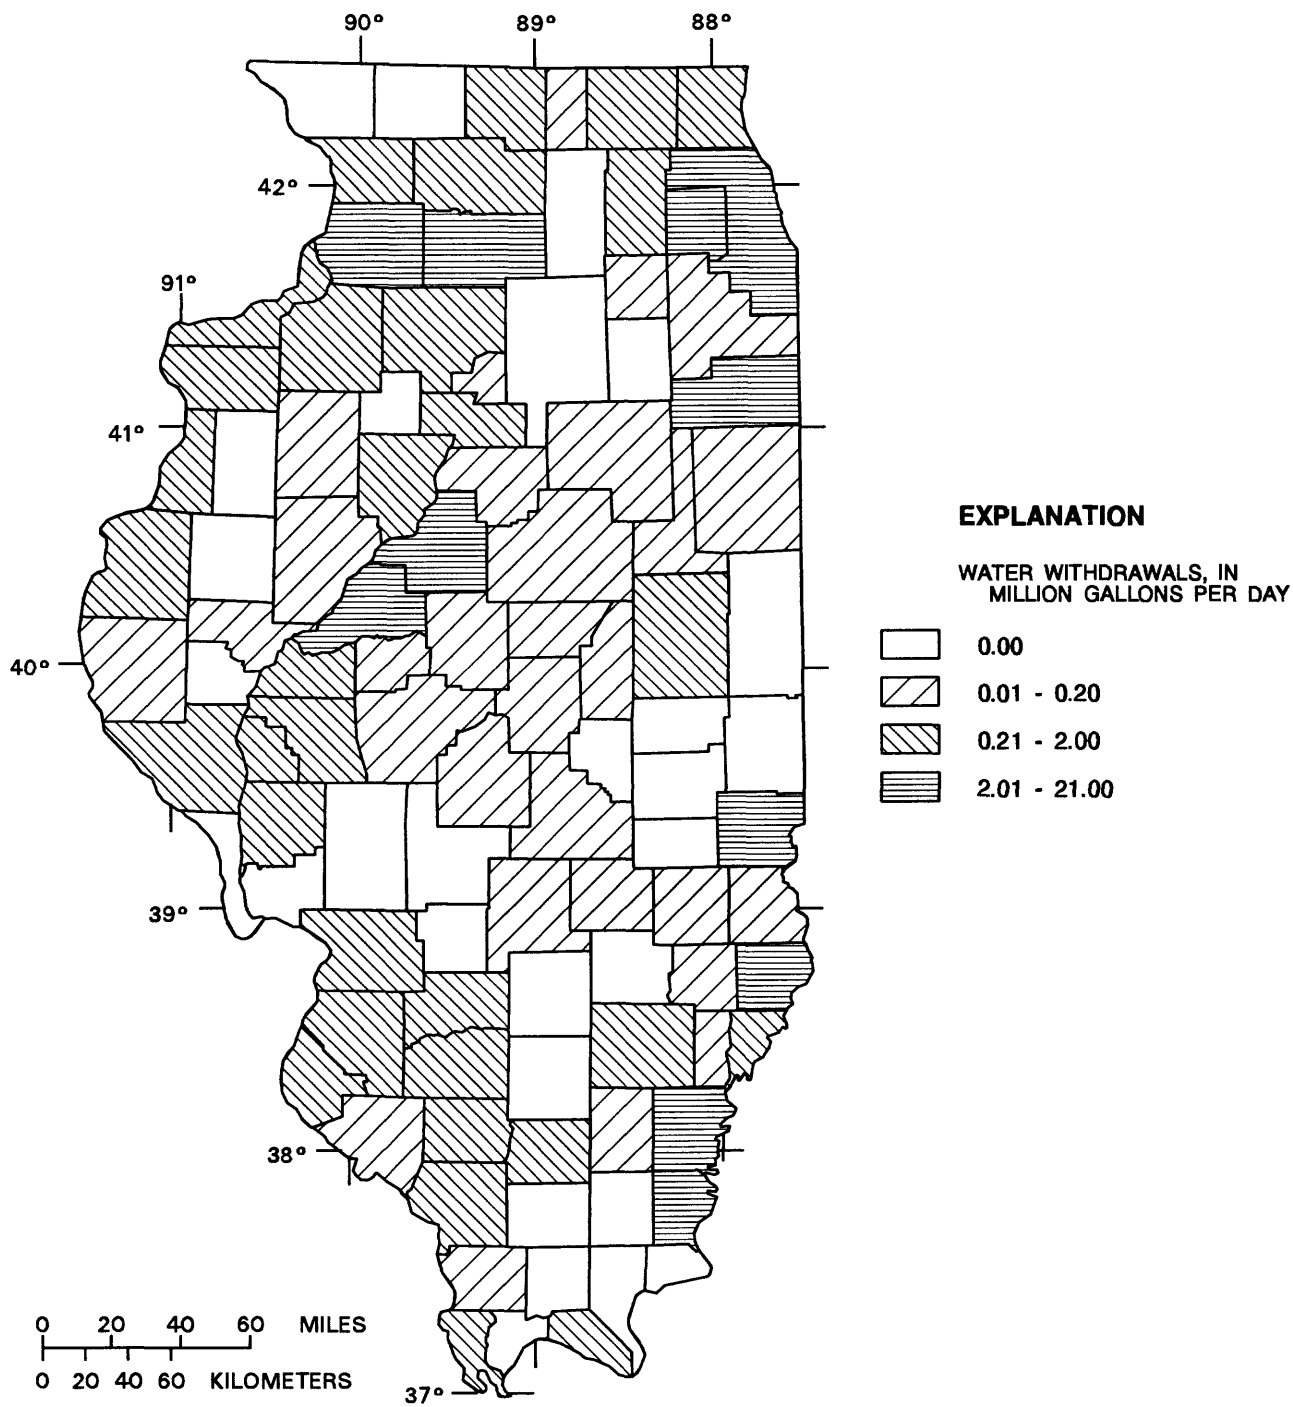 90° 89° 88°
42°
91°
41°
EXPLANATION
WATER WITHDRAWALS, IN
MILLION GALLONS PER DAY
0.00
40°
0.01 - 0.20
0.21 - 2.00
2.01 - 21.00
39°
38°
0 20 40 60 MILES
0 20 40 60 KILOMETERS
37°